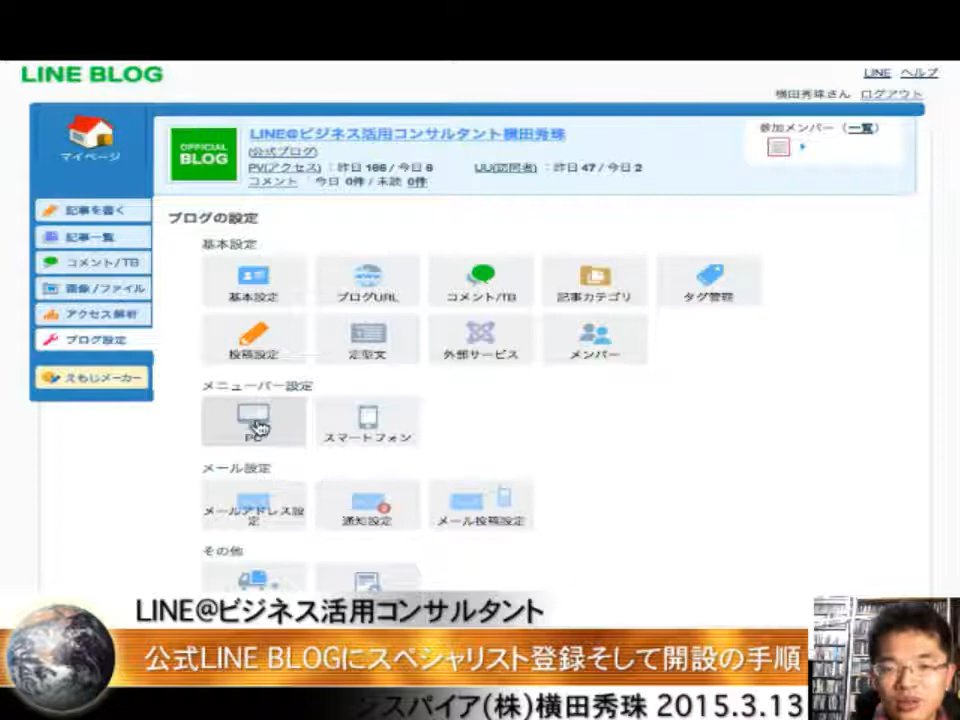 LINE BLOG
LINE ヘルプ
横田秀珠さん ログアウト
マイページ
OFFICIAL
BLOG
LINE@ビジネス活用コンサルタント横田秀珠
(公式ブログ)
PV(アクセス):昨日166/今日6 UU(訪問者):昨日47/今日2
コメント 今日 0件/未読 0件
参加メンバー(一覧)
記事を書く
記事一覧
コメント/TB
画像/ファイル
アクセス解析
ブログ設定
えもじメーカー
ブログの設定
基本設定
基本設定 ブログURL コメント/TB 記事カテゴリ タグ管理
投稿設定 定型文 外部サービス メンバー
メニューバー設定
PC スマートフォン
メール設定
メールアドレス設定 通知設定 メール投稿設定
その他
LINE@ビジネス活用コンサルタント
公式LINE BLOGにスペシャリスト登録そして開設の手順
ンスパイア(株)横田秀珠 2015.3.13